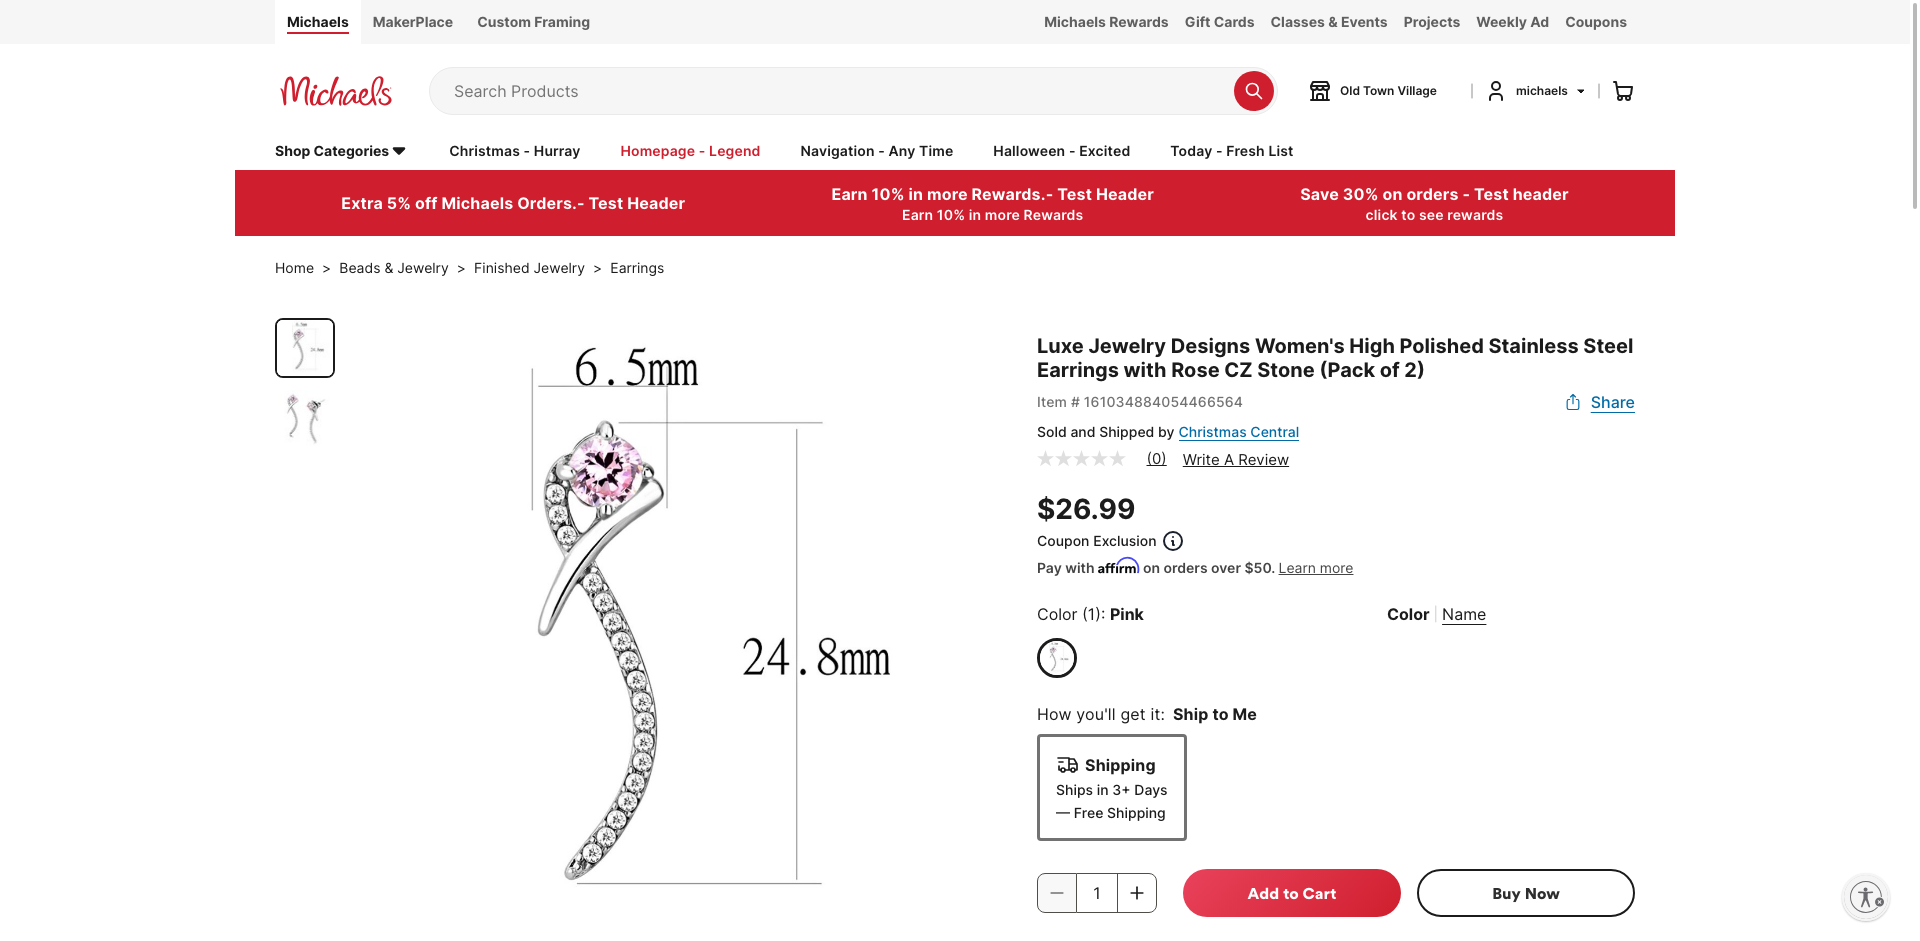 Michaels
MakerPlace
Custom Framing
Michaels Rewards
Gift Cards
Classes & Events
Projects
Weekly Ad
Coupons
Michaels
Search Products
Old Town Village
michaels
Shop Categories
Christmas - Hurray
Homepage - Legend
Navigation - Any Time
Halloween - Excited
Today - Fresh List
Extra 5% off Michaels Orders.- Test Header
Earn 10% in more Rewards.- Test Header
Earn 10% in more Rewards
Save 30% on orders - Test header
click to see rewards
Home > Beads & Jewelry > Finished Jewelry > Earrings
6.5mm
24.8mm
Luxe Jewelry Designs Women's High Polished Stainless Steel
Earrings with Rose CZ Stone (Pack of 2)
Item # 161034884054466564
Share
Sold and Shipped by Christmas Central
(0) Write A Review
$26.99
Coupon Exclusion
Pay with affirm on orders over $50. Learn more
Color (1): Pink
Color | Name
How you'll get it: Ship to Me
Shipping
Ships in 3+ Days
— Free Shipping
1
Add to Cart
Buy Now